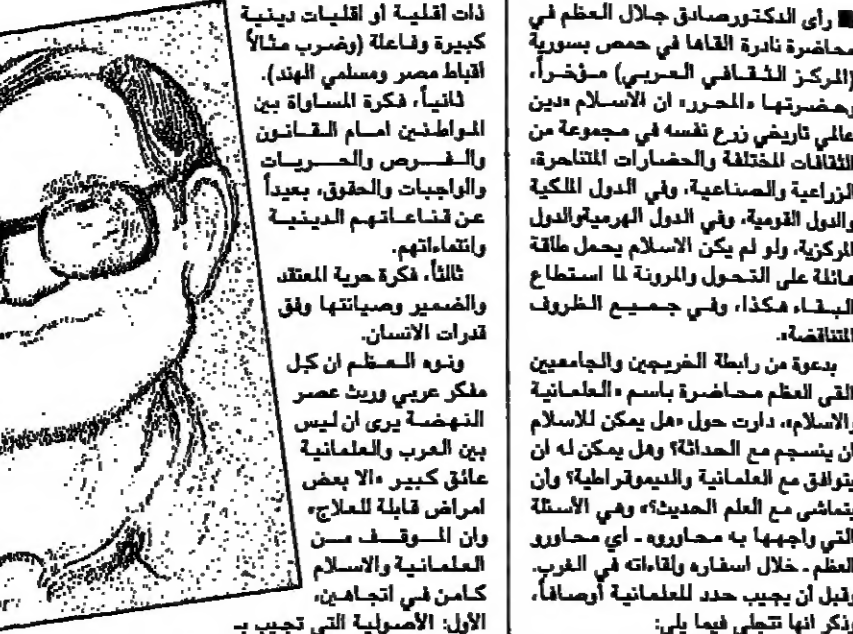 ■ رأى الدكتور صادق جلال العظم في
محاضرة نادرة القاها في حمص بسورية
(المركز الثقافي العربي) مؤخراً،
وحضرتها «المحرر» ان الاسلام «دين
عالمي تاريخي زرع نفسه في مجموعة من
الثقافات المختلفة والحضارات المتناحرة،
الزراعية والصناعية، وفي الدول الملكية
والدول القومية، وفي الدول الهرمية والدول
المركزية، ولو لم يكن الاسلام يحمل طاقة
هائلة على التحول والمرونة لما استطاع
البقاء هكذا، وفي جميع الظروف
المتناقضة».
بدعوة من رابطة الخريجين والجامعيين
القى العظم محاضرة باسم «العلمانية
والاسلام»، دارت حول «هل يمكن للاسلام
ان ينسجم مع الحداثة؟ وهل يمكن له ان
يتوافق مع العلمانية والديموقراطية؟ وأن
يتماشى مع العلم الحديث؟» وهي الأسئلة
التي واجهها به محاوروه - أي محاورو
العظم - خلال اسفاره ولقاءاته في الغرب.
وقبل أن يجيب حدد للعلمانية أوصافاً،
وذكر انها تتجلى فيما يلي:
ذات أقلية أو اقليات دينية
كبيرة وفاعلة (وضرب مثالاً
أقباط مصر ومسلمي الهند).
ثانياً، فكرة المساواة بين
المواطنين امام القانون
والفرص والحريات
والواجبات والحقوق، بعيداً
عن قناعاتهم الدينية
وانتماءاتهم.
ثالثاً، فكرة حرية المعتقد
والضمير وصيانتها وفق
قدرات الانسان.
ونوه العظم ان كل
مفكر عربي وريث عصر
النهضة يرى ان ليس
بين العرب والعلمانية
عائق كبير «الا بعض
امراض قابلة للعلاج»
وان الموقف من
العلمانية والاسلام
كامن في اتجاهين،
الأول: الأصولية التي تجيب بـ